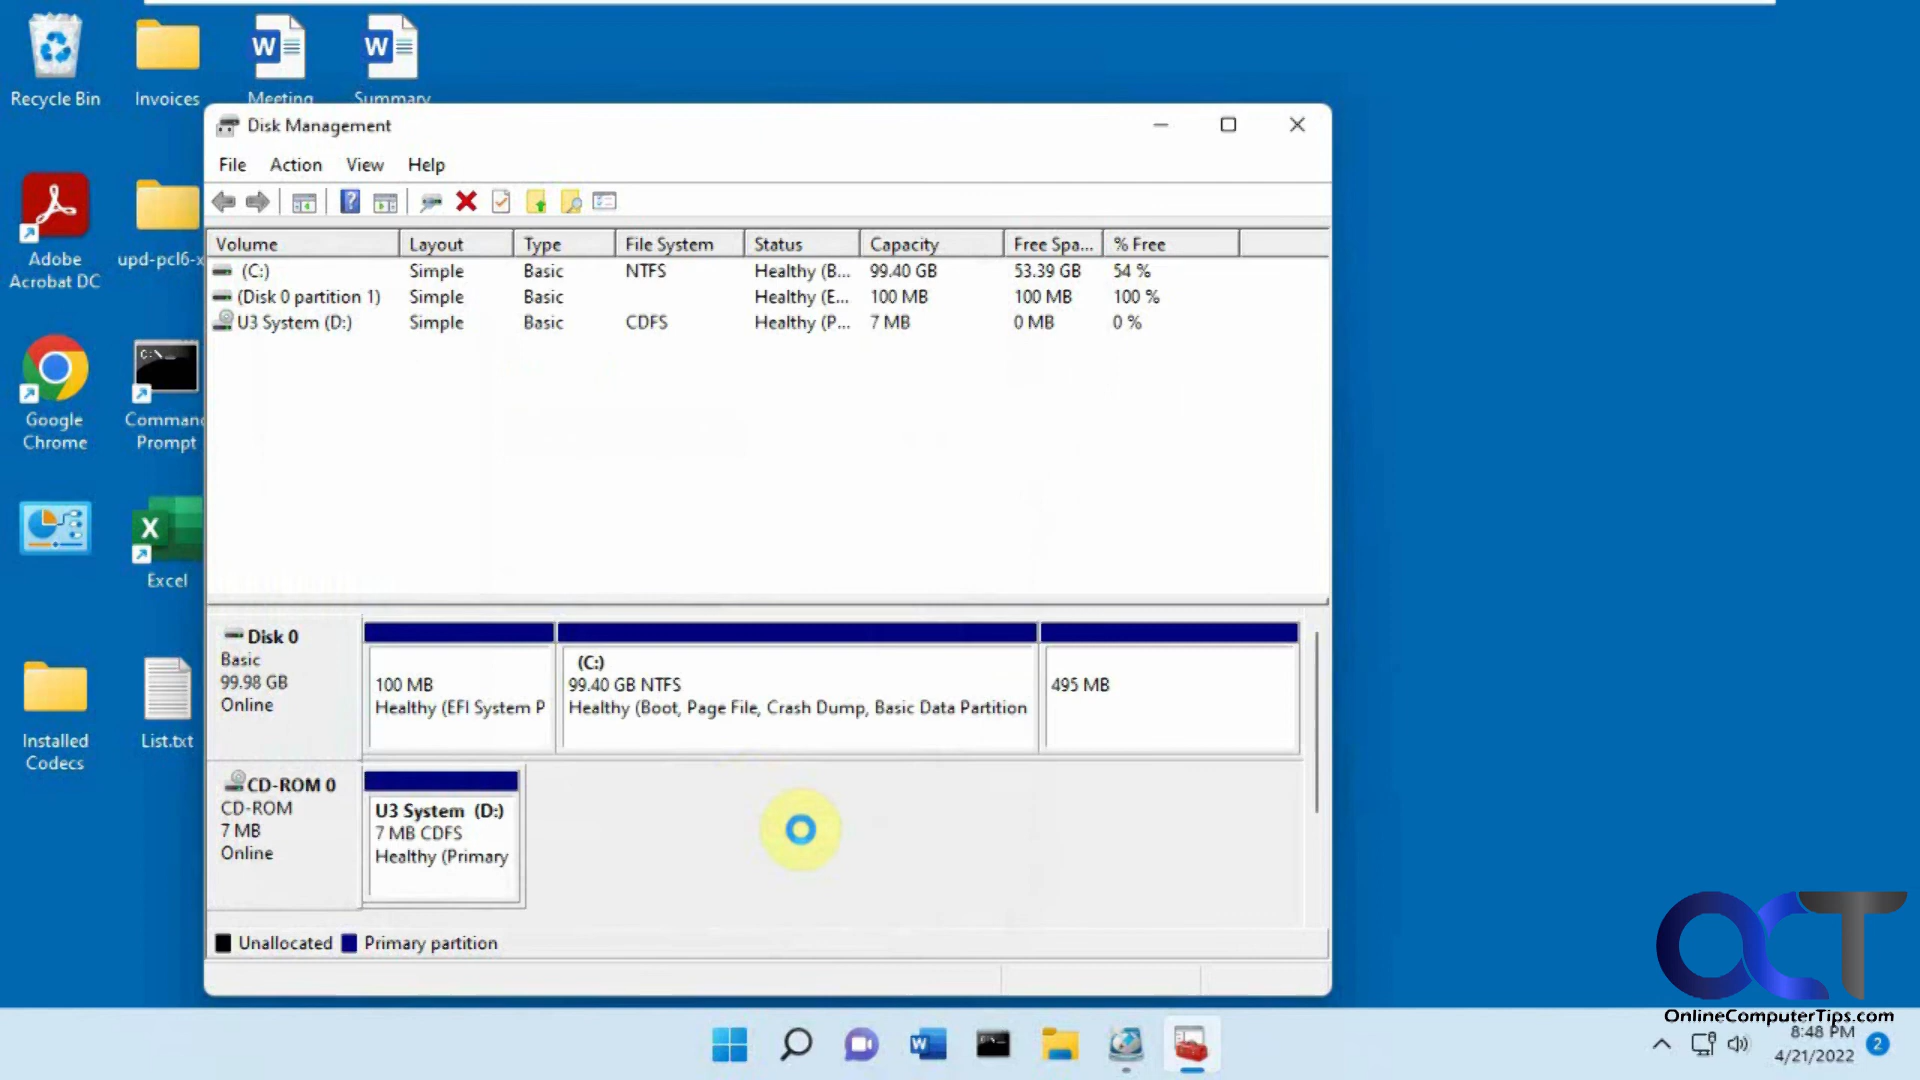 Recycle Bin
Invoices
Meeting
Summary
Adobe
Acrobat DC
upd-pcl6-x
Google
Chrome
Command
Prompt
Excel
Installed
Codecs
List.txt
Disk Management
File Action View Help
Volume Layout Type File System Status Capacity Free Spa... % Free
(C:) Simple Basic NTFS Healthy (B... 99.40 GB 53.39 GB 54 %
(Disk 0 partition 1) Simple Basic Healthy (E... 100 MB 100 MB 100 %
U3 System (D:) Simple Basic CDFS Healthy (P... 7 MB 0 MB 0 %
Disk 0
Basic
99.98 GB
Online
100 MB
Healthy (EFI System P
(C:)
99.40 GB NTFS
Healthy (Boot, Page File, Crash Dump, Basic Data Partition
495 MB
CD-ROM 0
CD-ROM
7 MB
Online
U3 System (D:)
7 MB CDFS
Healthy (Primary
Unallocated Primary partition
OCT
OnlineComputerTips.com
8:48 PM
4/21/2022
2